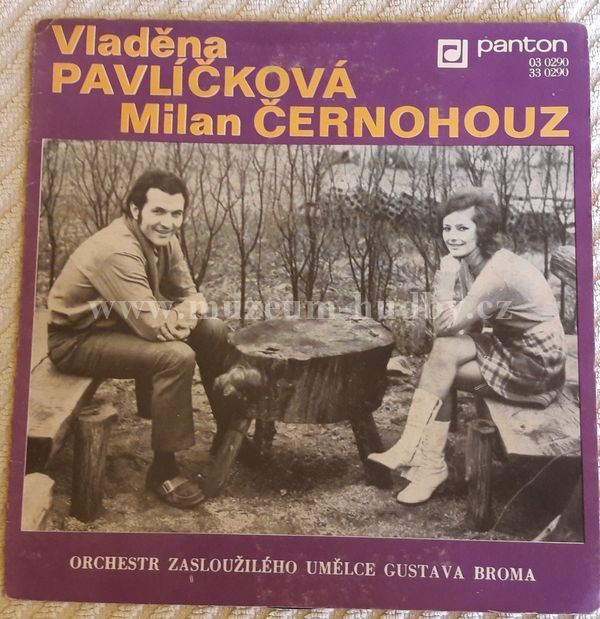 Vladěna
PAVLÍČKOVÁ
Milan ČERNOHOUZ
panton
03 0290
33 0290
www.muzeum-hudby.cz
ORCHESTR ZASLOUŽILÉHO UMĚLCE GUSTAVA BROMA